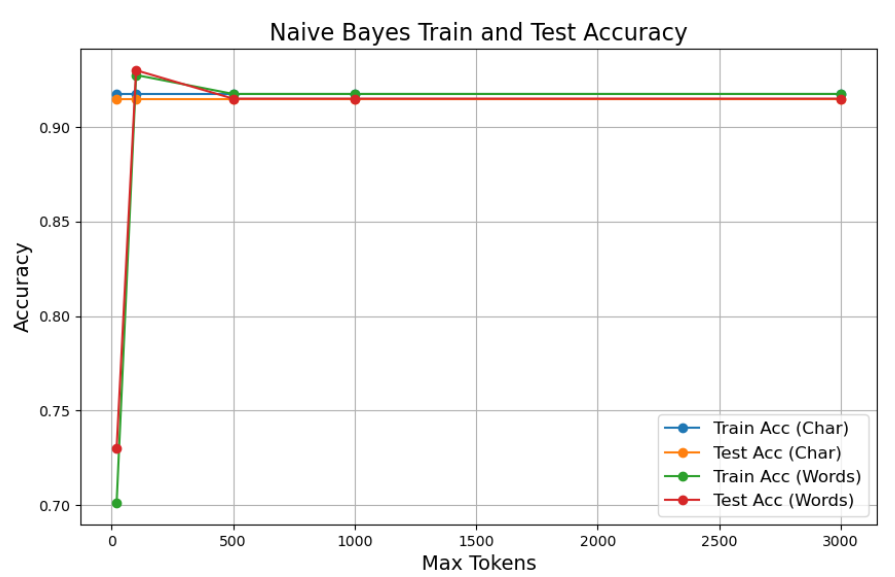 Naive Bayes Train and Test Accuracy
Accuracy
0.90
0.85
0.80
0.75
0.70
Train Acc (Char)
Test Acc (Char)
Train Acc (Words)
Test Acc (Words)
0 500 1000 1500 2000 2500 3000
Max Tokens